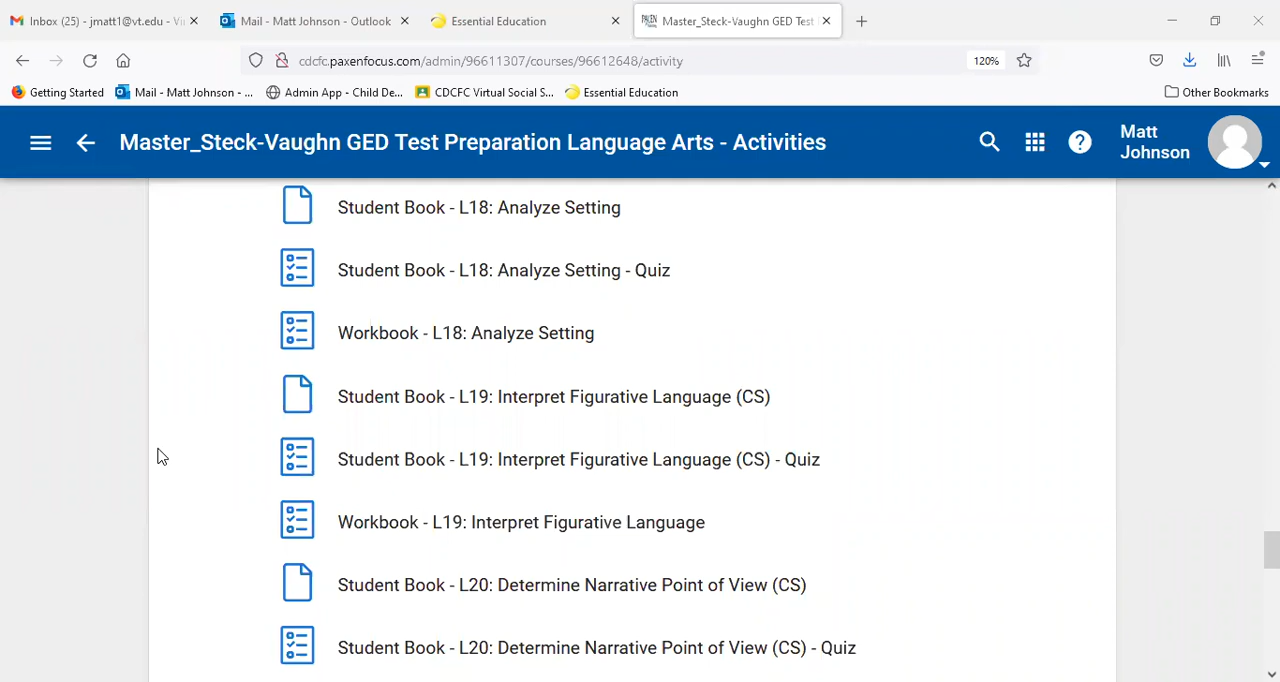 Inbox (25) - jmatt1@vt.edu - Vi
Mail - Matt Johnson - Outlook
Essential Education
Master_Steck-Vaughn GED Test
cdcfc.paxenfocus.com/admin/96611307/courses/96612648/activity
120%
Getting Started
Mail - Matt Johnson - ...
Admin App - Child De...
CDCFC Virtual Social S...
Essential Education
Other Bookmarks
Master_Steck-Vaughn GED Test Preparation Language Arts - Activities
Matt
Johnson
Student Book - L18: Analyze Setting
Student Book - L18: Analyze Setting - Quiz
Workbook - L18: Analyze Setting
Student Book - L19: Interpret Figurative Language (CS)
Student Book - L19: Interpret Figurative Language (CS) - Quiz
Workbook - L19: Interpret Figurative Language
Student Book - L20: Determine Narrative Point of View (CS)
Student Book - L20: Determine Narrative Point of View (CS) - Quiz